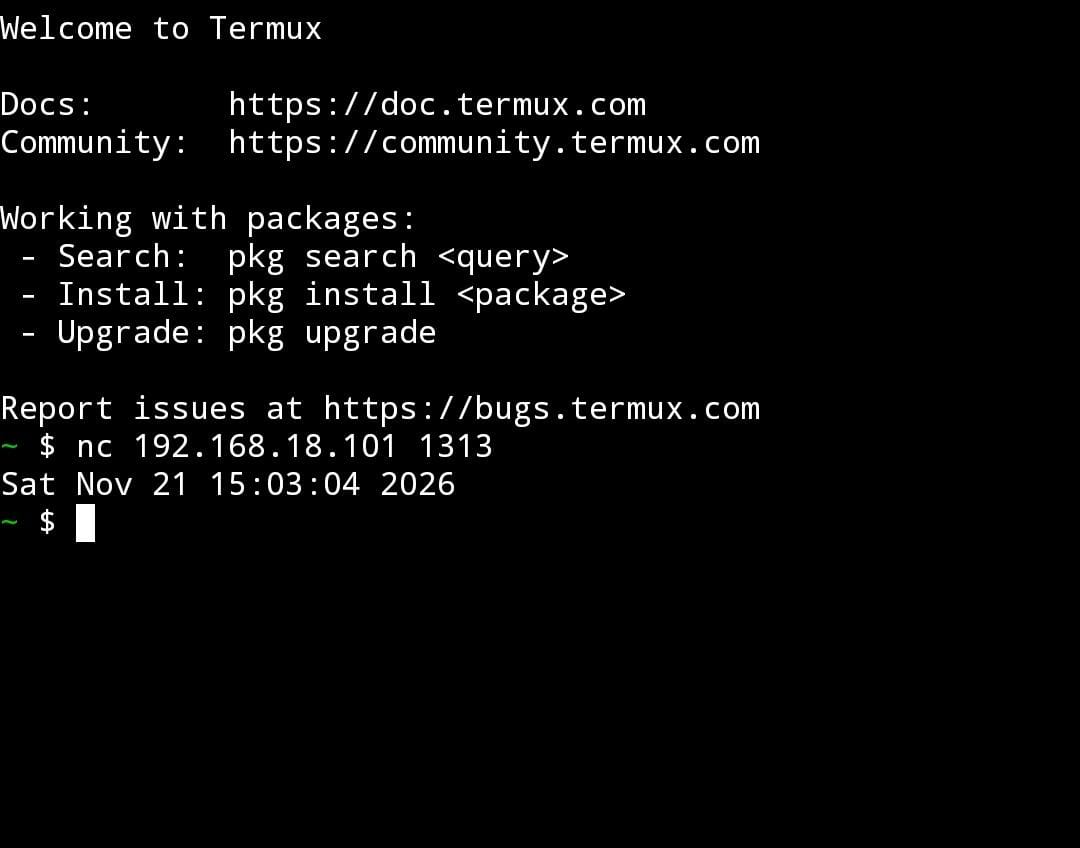 Welcome to Termux
Docs: https://doc.termux.com
Community: https://community.termux.com
Working with packages:
- Search: pkg search <query>
- Install: pkg install <package>
- Upgrade: pkg upgrade
Report issues at https://bugs.termux.com
~ $ nc 192.168.18.101 1313
Sat Nov 21 15:03:04 2026
~ $